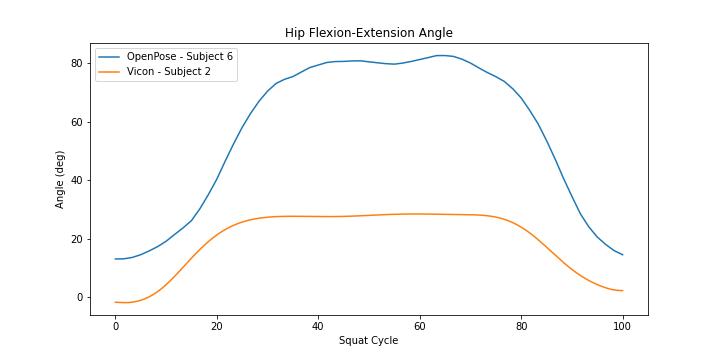 Hip Flexion-Extension Angle
OpenPose - Subject 6
Vicon - Subject 2
Angle (deg)
80
60
40
20
0
0 20 40 60 80 100
Squat Cycle